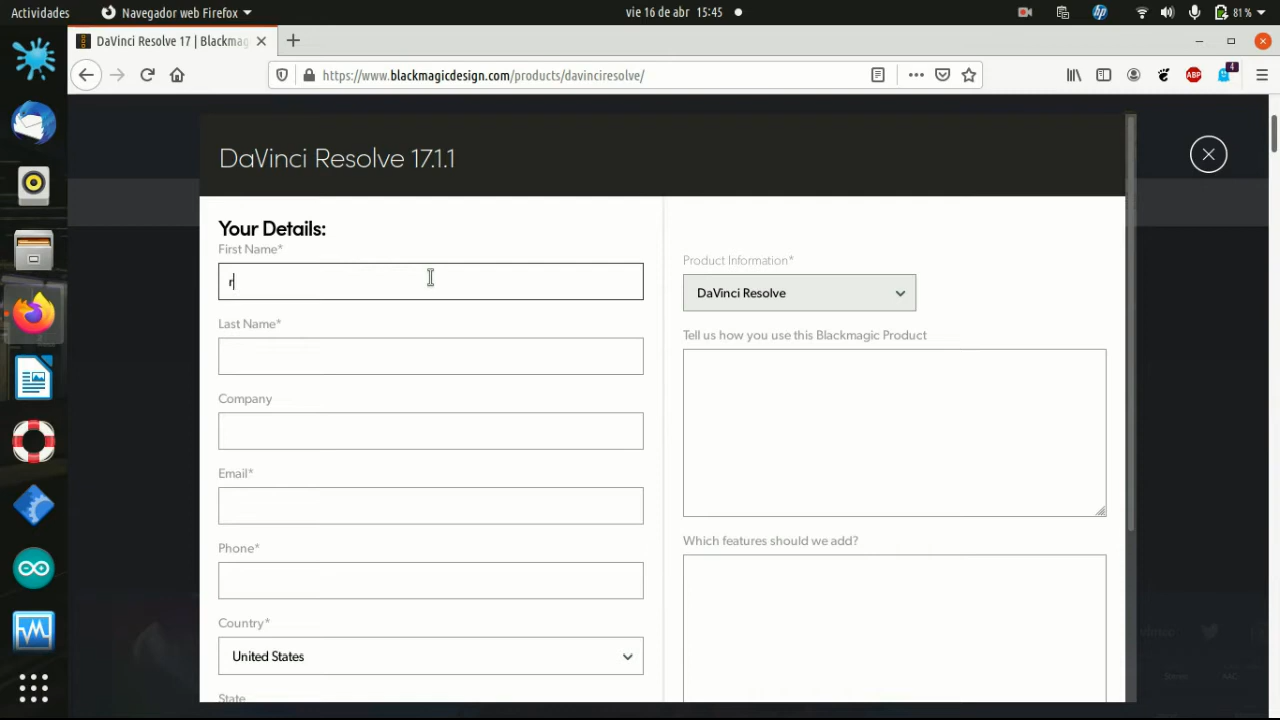 Actividades
Navegador web Firefox
vie 16 de abr 15:45
81 %
DaVinci Resolve 17 | Blackmag
https://www.blackmagicdesign.com/products/davinciresolve/
ABP
4
DaVinci Resolve 17.1.1
Your Details:
First Name*
r
Last Name*
Company
Email*
Phone*
Country*
United States
State
Product Information*
DaVinci Resolve
Tell us how you use this Blackmagic Product
Which features should we add?